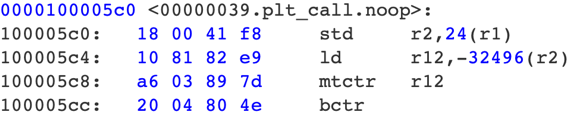 0000100005c0 <00000039.plt_call.noop>:
100005c0: 18 00 41 f8 std r2,24(r1)
100005c4: 10 81 82 e9 ld r12,-32496(r2)
100005c8: a6 03 89 7d mtctr r12
100005cc: 20 04 80 4e bctr